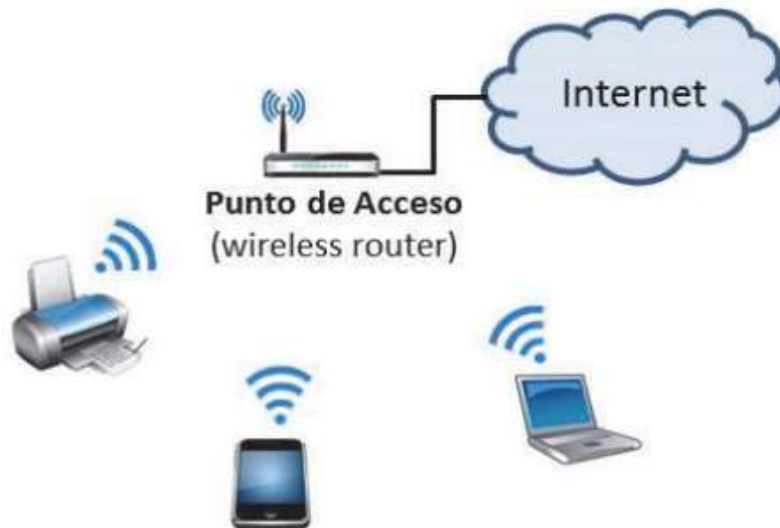 Internet
Punto de Acceso
(wireless router)